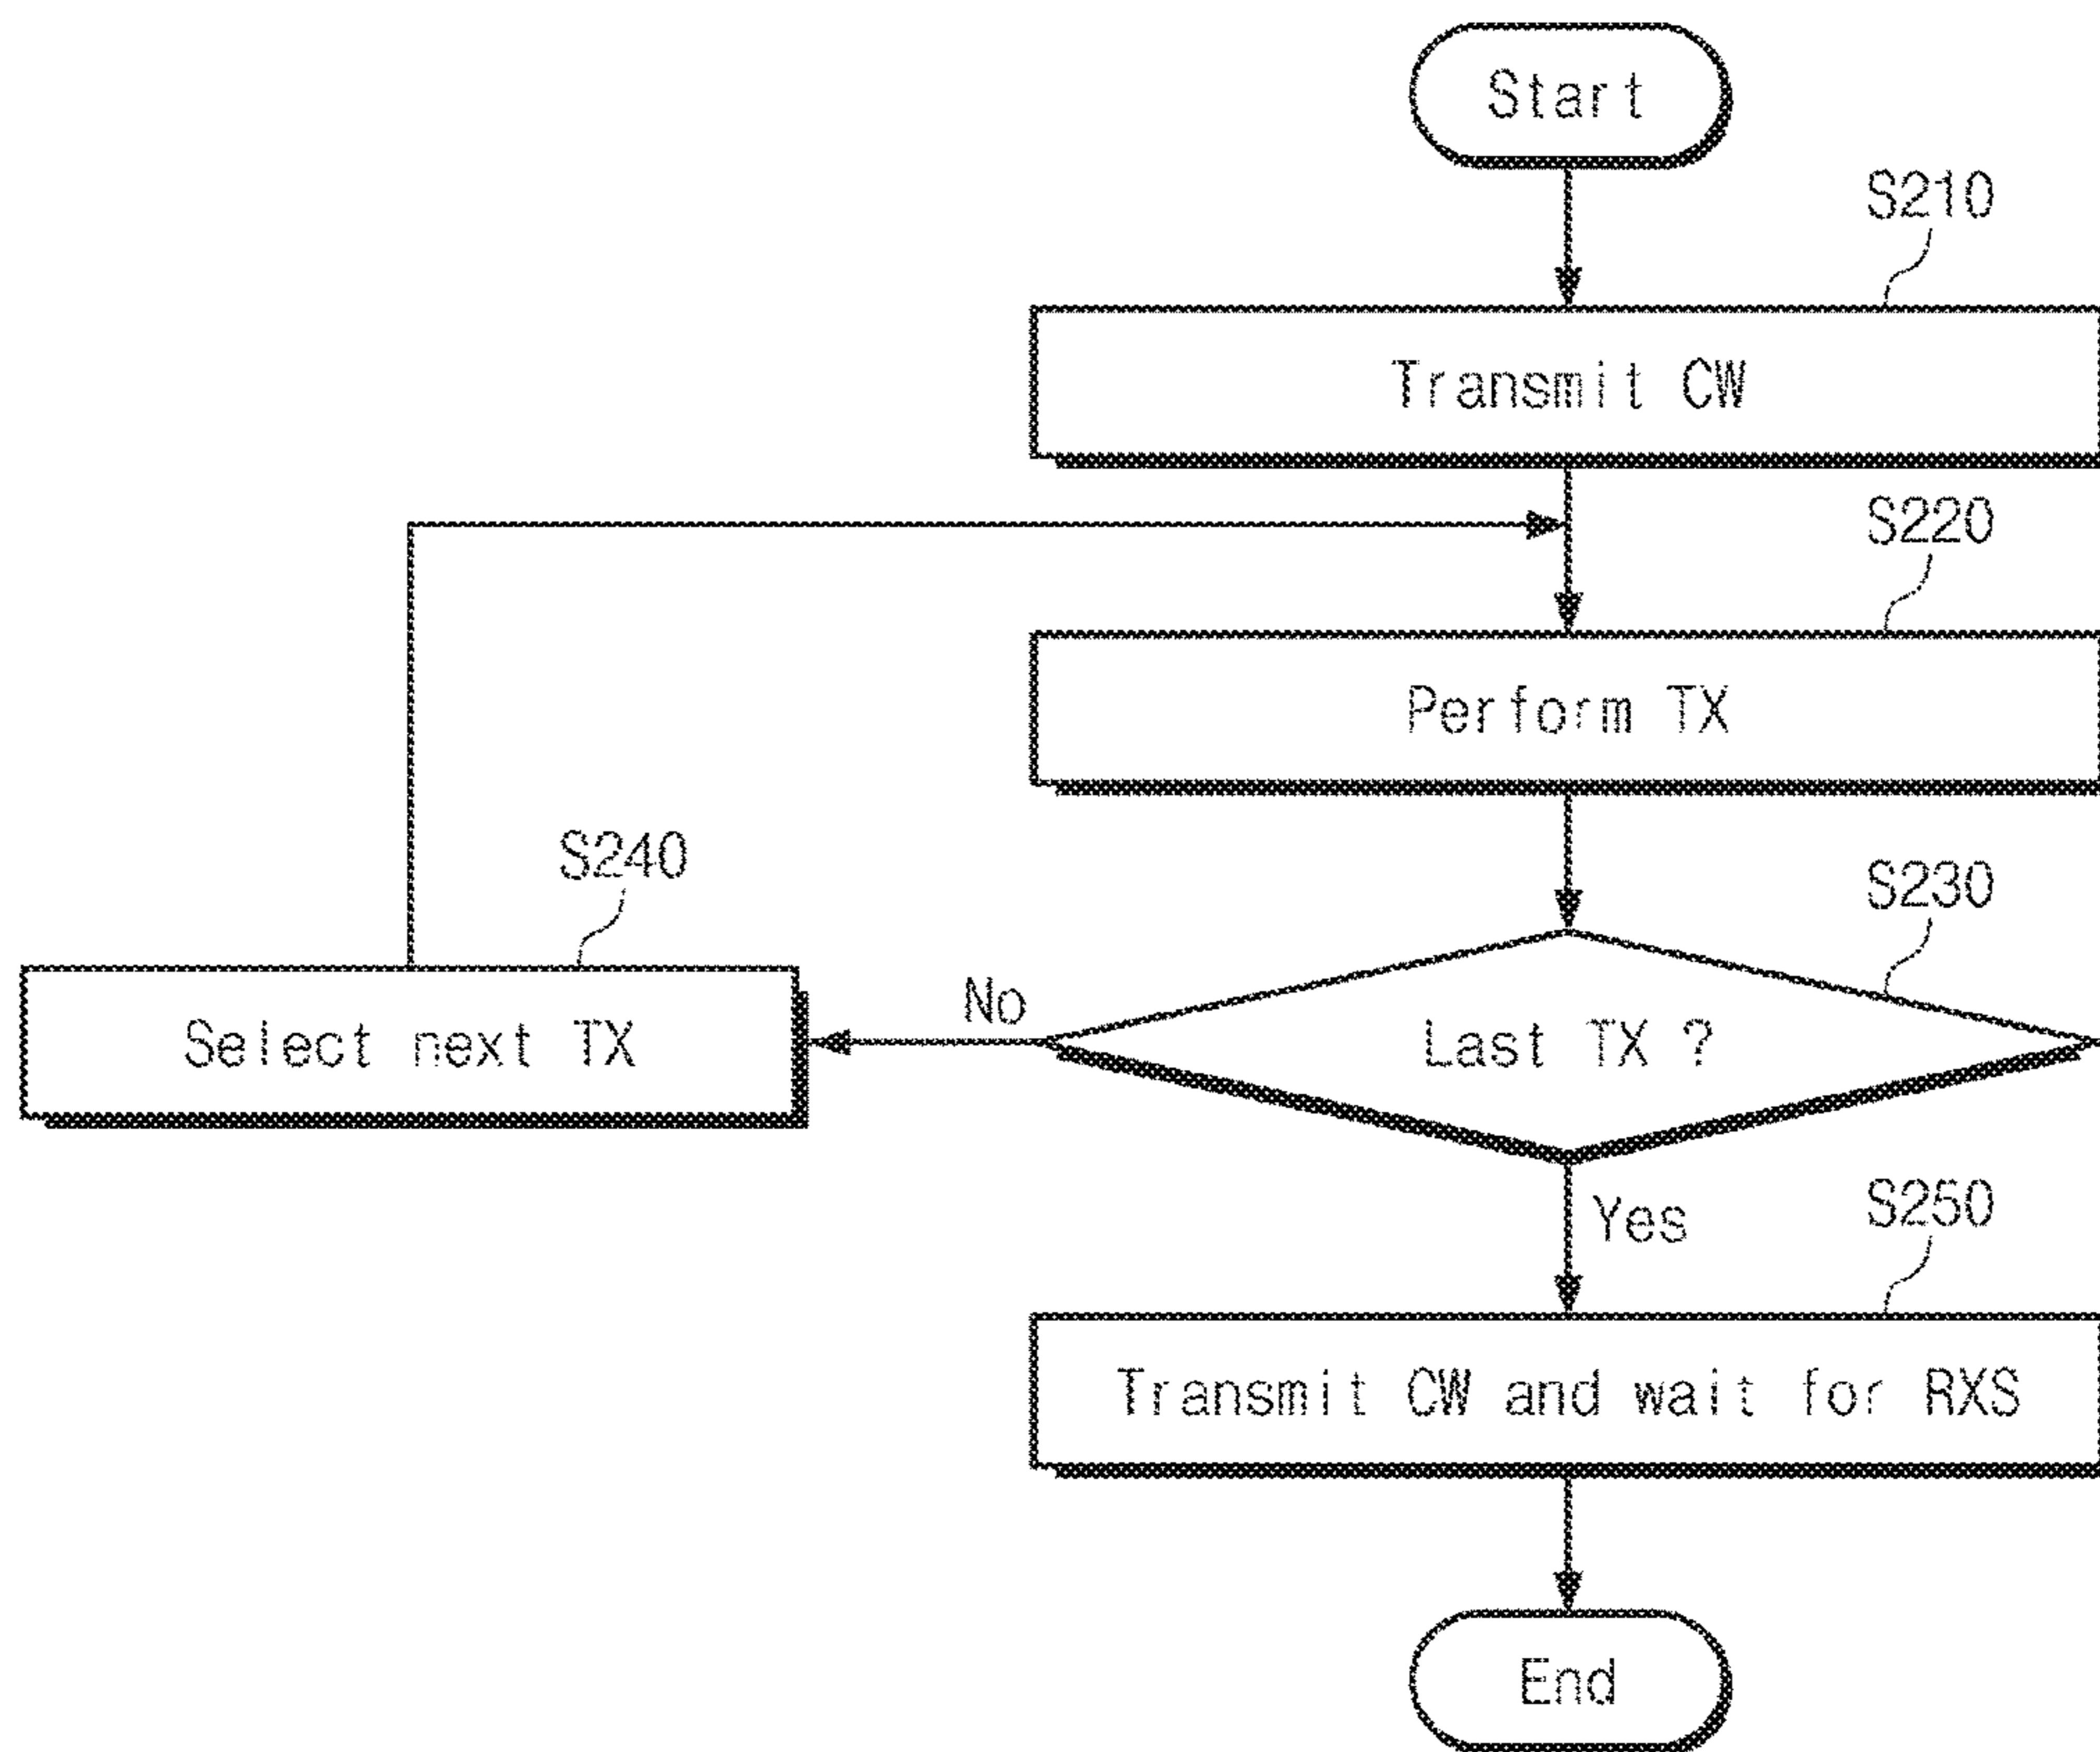 Start
S210
Transmit CW
S220
Perform TX
S240
S230
Select next TX
No
Last TX ?
Yes
S250
Transmit CW and wait for RXS
End